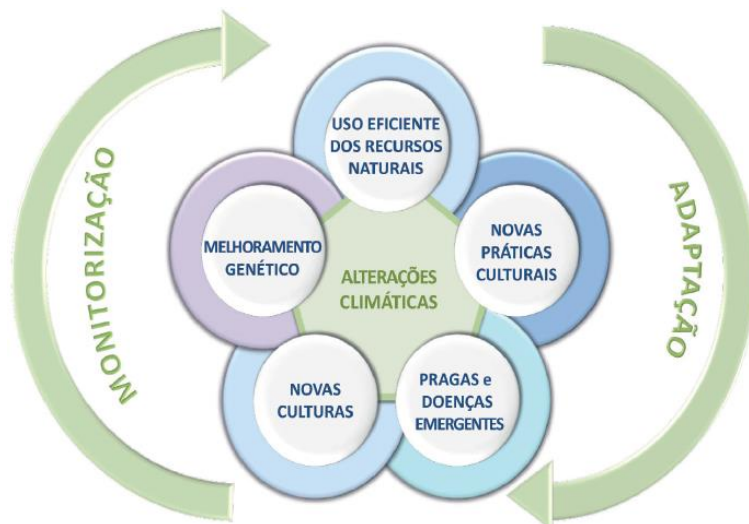 MONITORIZAÇÃO
USO EFICIENTE
DOS RECURSOS
NATURAIS
MELHORAMENTO
GENÉTICO
NOVAS
PRÁTICAS
CULTURAIS
ALTERAÇÕES
CLIMÁTICAS
NOVAS
CULTURAS
PRAGAS e
DOENÇAS
EMERGENTES
ADAPTAÇÃO